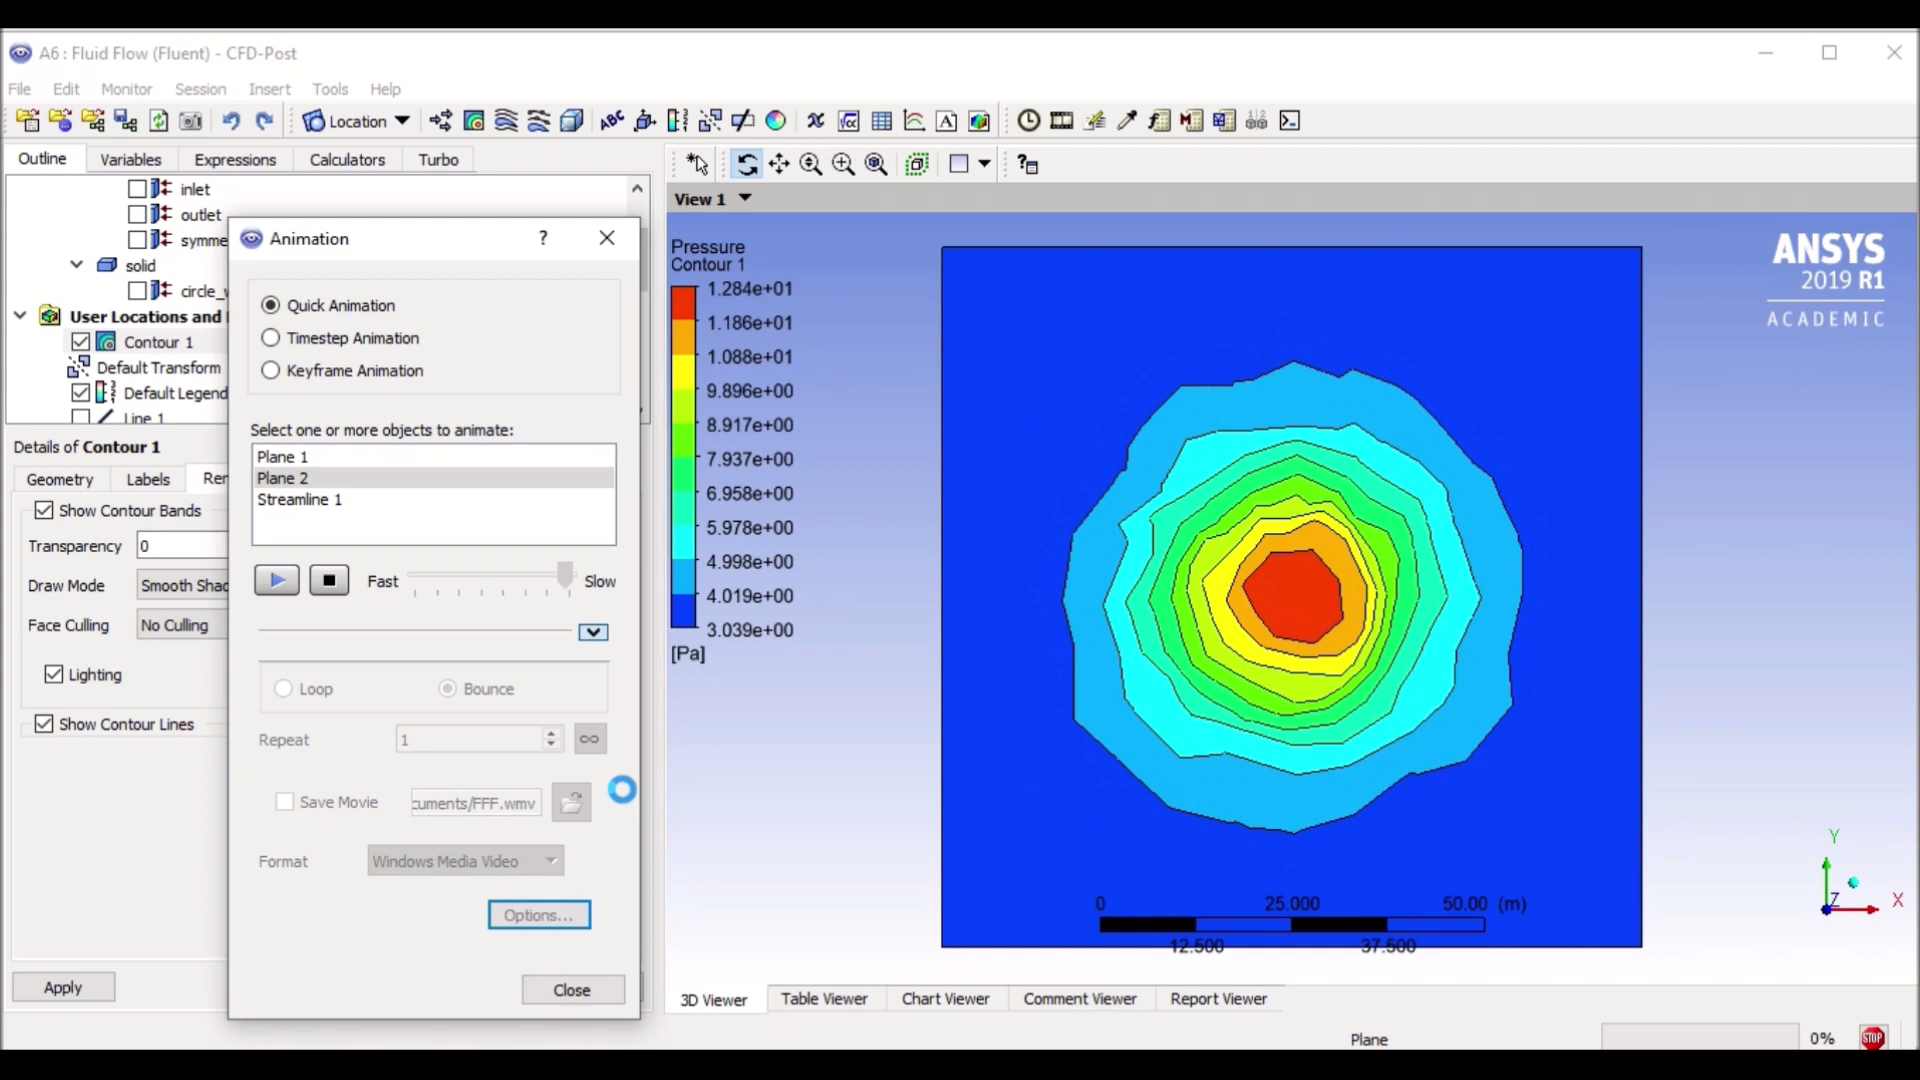 A6 : Fluid Flow (Fluent) - CFD-Post
File Edit Monitor Session Insert Tools Help
Location
Outline Variables Expressions Calculators Turbo
inlet
outlet
symme
solid
circle_
User Locations and
Contour 1
Default Transform
Default Legend
Line 1
Details of Contour 1
Geometry Labels Ren
Show Contour Bands
Transparency 0
Draw Mode Smooth Shad
Face Culling No Culling
Lighting
Show Contour Lines
Apply
Animation ?
Quick Animation
Timestep Animation
Keyframe Animation
Select one or more objects to animate:
Plane 1
Plane 2
Streamline 1
Fast Slow
Loop Bounce
Repeat 1 ∞
Save Movie cuments/FFF.wmv
Format Windows Media Video
Options...
Close
View 1
Pressure
Contour 1
1.284e+01
1.186e+01
1.088e+01
9.896e+00
8.917e+00
7.937e+00
6.958e+00
5.978e+00
4.998e+00
4.019e+00
3.039e+00
[Pa]
ANSYS
2019 R1
ACADEMIC
0 25.000 50.00 (m)
12.500 37.500
Y
Z X
3D Viewer Table Viewer Chart Viewer Comment Viewer Report Viewer
Plane 0% STOP